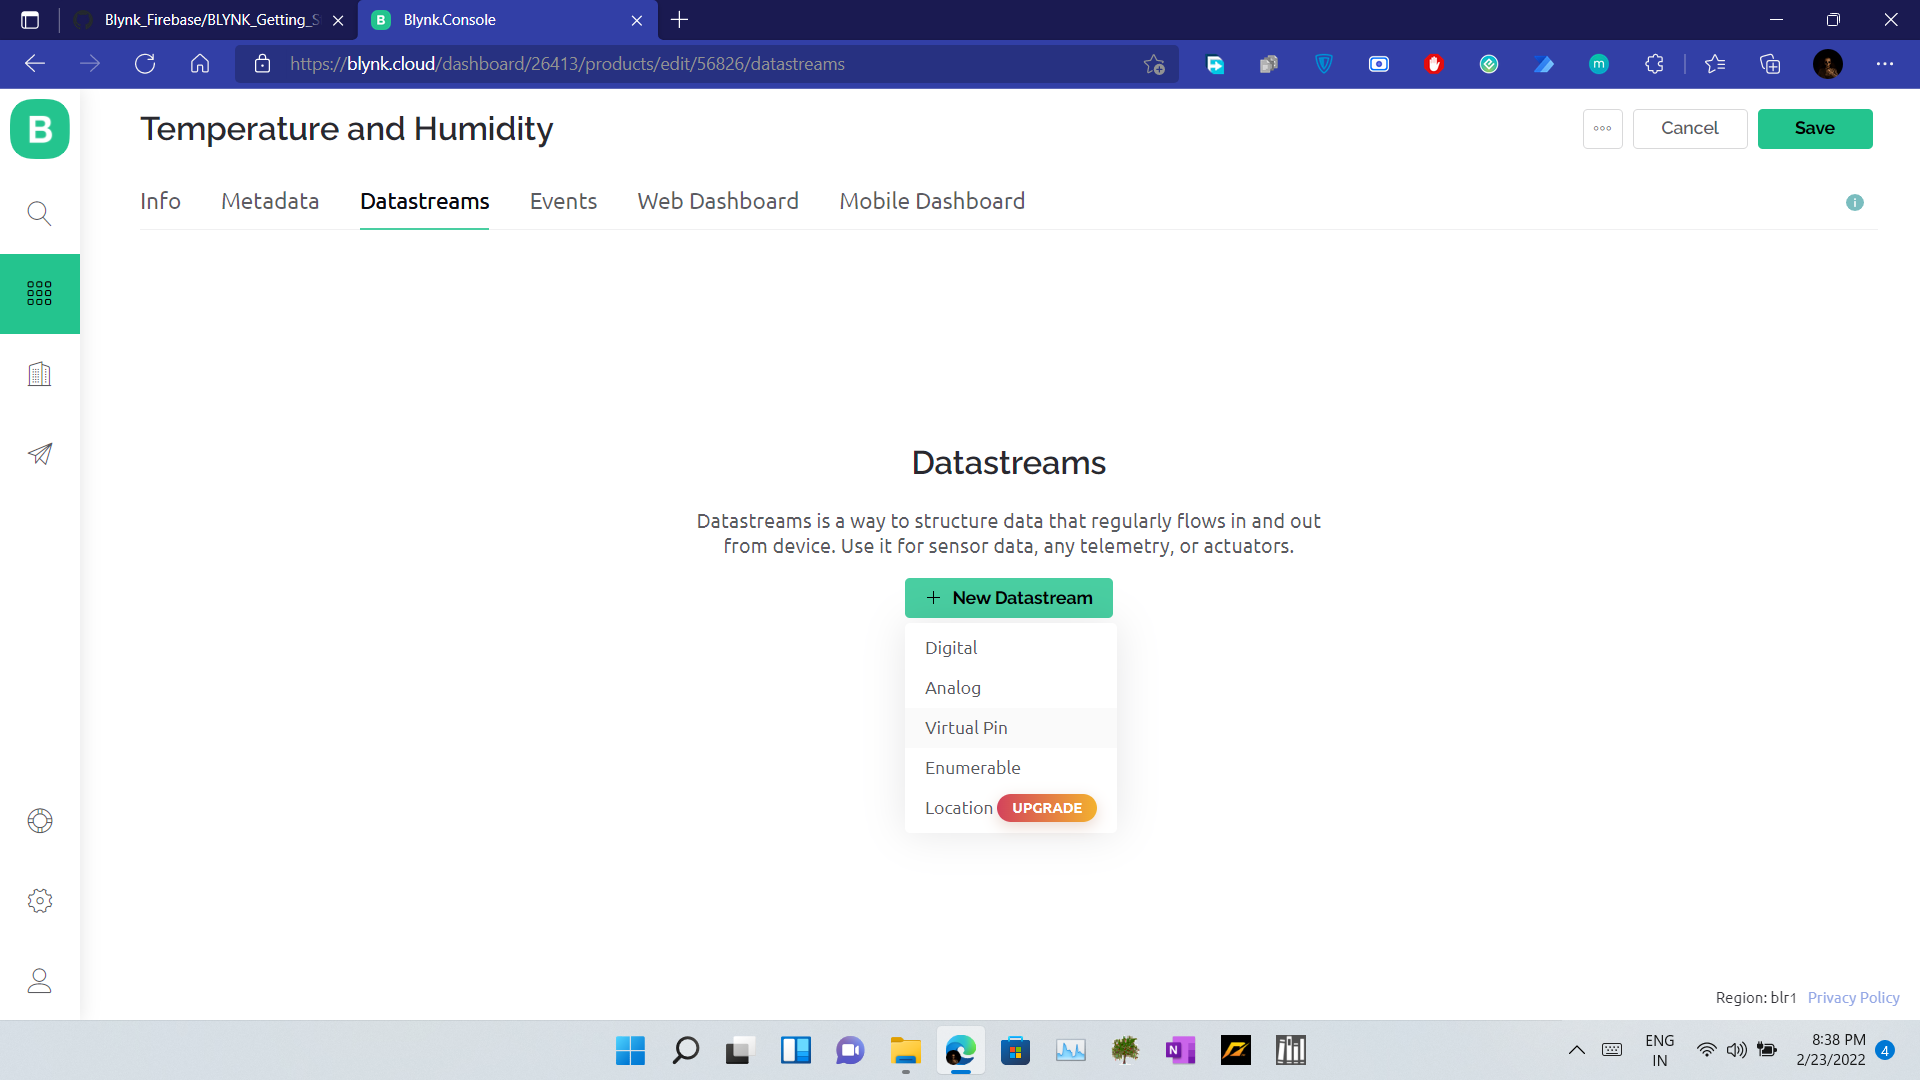 Blynk_Firebase/BLYNK_Getting_S
B Blynk.Console
https://blynk.cloud/dashboard/26413/products/edit/56826/datastreams
m
B
Temperature and Humidity
Cancel
Save
Info Metadata Datastreams Events Web Dashboard Mobile Dashboard
i
Datastreams
Datastreams is a way to structure data that regularly flows in and out
from device. Use it for sensor data, any telemetry, or actuators.
+ New Datastream
Digital
Analog
Virtual Pin
Enumerable
Location UPGRADE
Region: blr1 Privacy Policy
N
ENG
IN
8:38 PM
2/23/2022
4